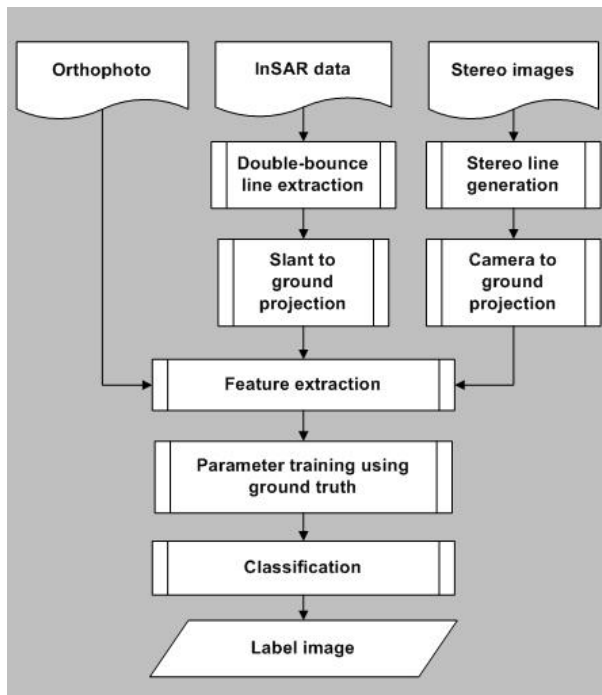 Orthophoto
InSAR data
Stereo images
Double-bounce
line extraction
Stereo line
generation
Slant to
ground
projection
Camera to
ground
projection
Feature extraction
Parameter training using
ground truth
Classification
Label image